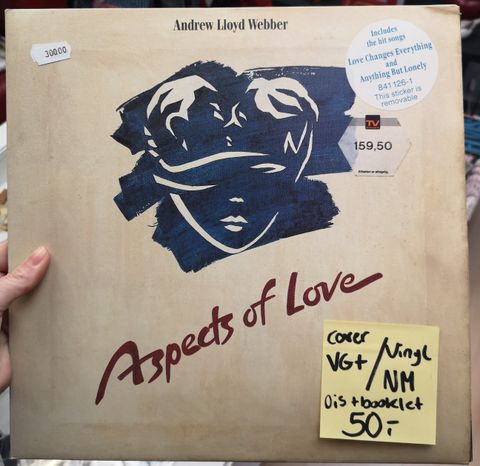 Andrew Lloyd Webber
30000
Includes
the hit songs
Love Changes Everything
and
Anything But Lonely
841 126-1
This sticker is
removable
TV
159,50
Aspects of Love
cover
VG+ / Vinyl
NM
Ois + booklet
50,-